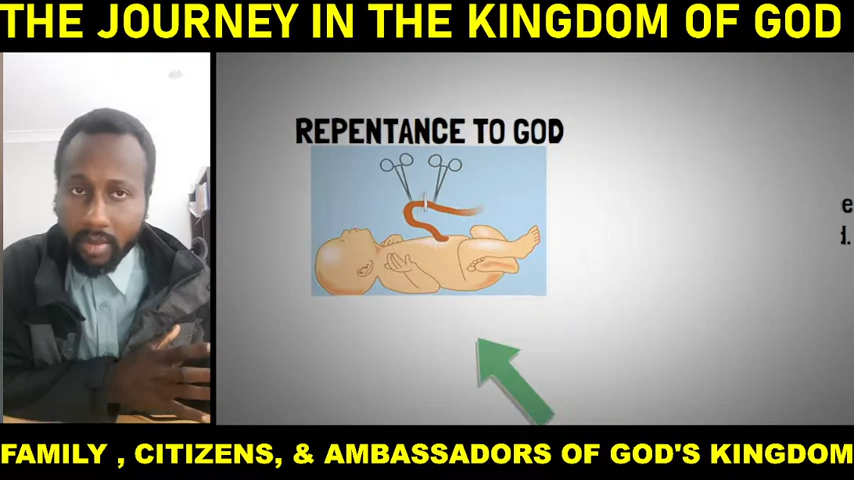 THE JOURNEY IN THE KINGDOM OF GOD
REPENTANCE TO GOD
FAMILY , CITIZENS, & AMBASSADORS OF GOD'S KINGDOM